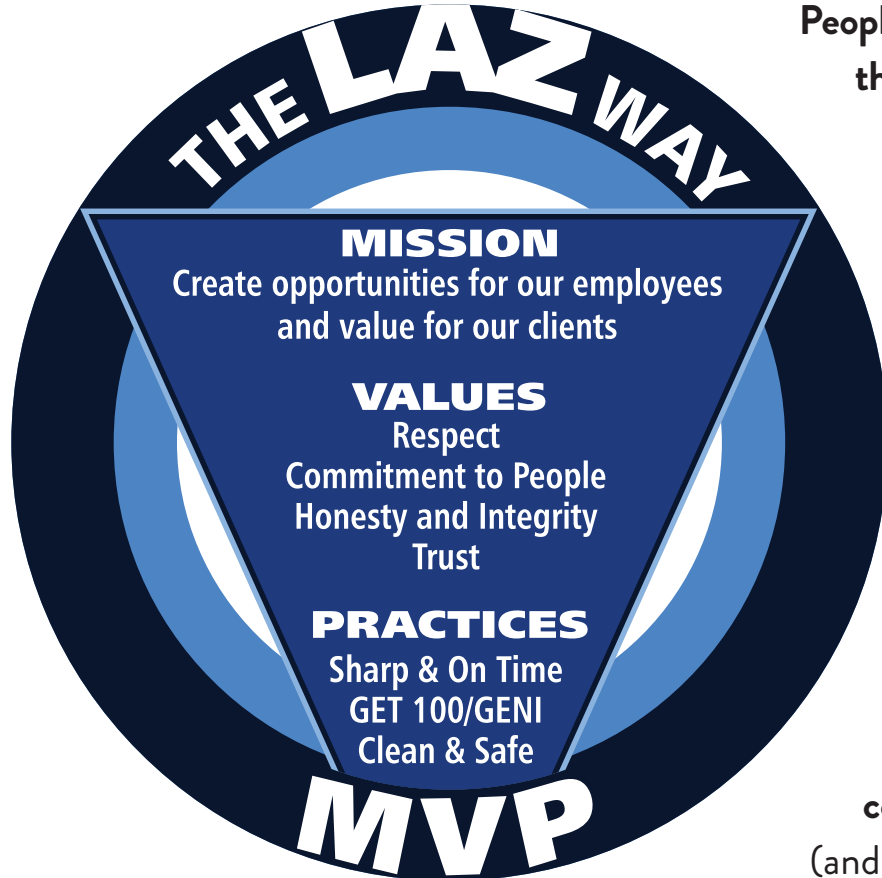 THE LAZ WAY
MISSION
Create opportunities for our employees
and value for our clients
VALUES
Respect
Commitment to People
Honesty and Integrity
Trust
PRACTICES
Sharp & On Time
GET 100/GENI
Clean & Safe
MVP
(and